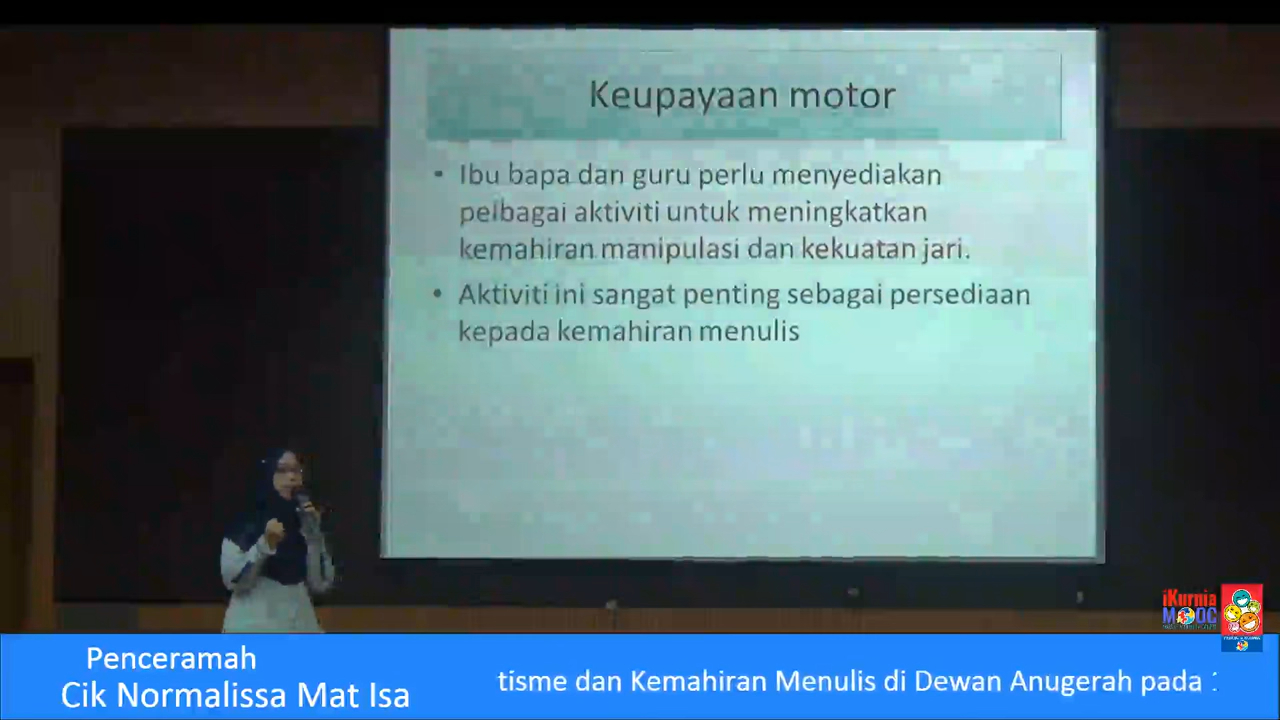 Keupayaan motor
• Ibu bapa dan guru perlu menyediakan
pelbagai aktiviti untuk meningkatkan
kemahiran manipulasi dan kekuatan jari.
• Aktiviti ini sangat penting sebagai persediaan
kepada kemahiran menulis
iKurnia
MOOC
Penceramah
Cik Normalissa Mat Isa
tisme dan Kemahiran Menulis di Dewan Anugerah pada